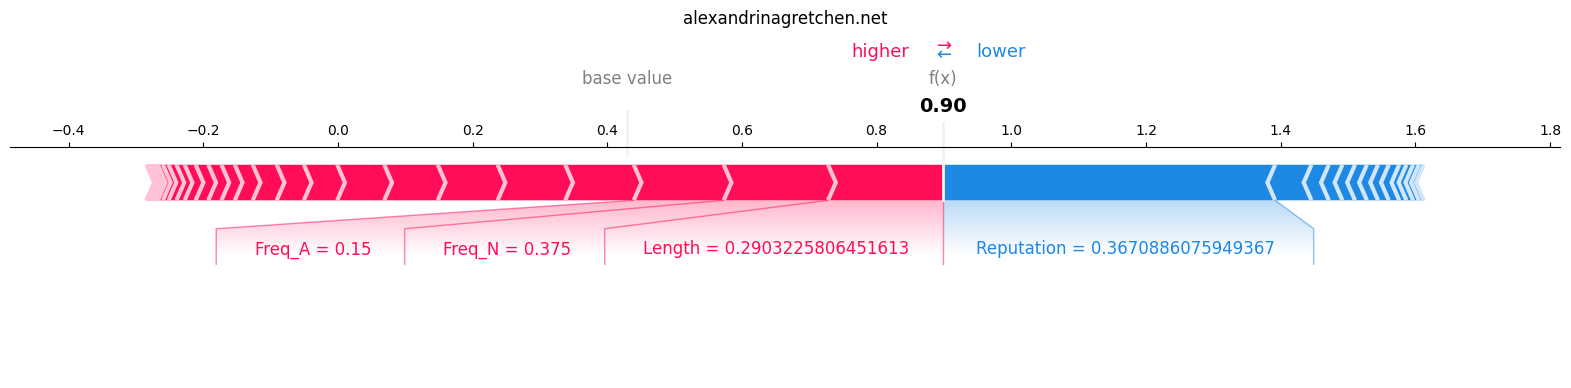 alexandrinagretchen.net
higher → ← lower
base value f(x)
0.90
−0.4 −0.2 0.0 0.2 0.4 0.6 0.8 1.0 1.2 1.4 1.6 1.8
Freq_A = 0.15 Freq_N = 0.375 Length = 0.2903225806451613 Reputation = 0.3670886075949367